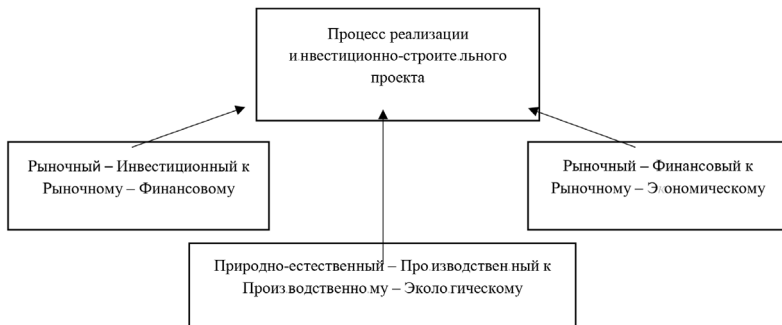 Процесс реализации
инвестиционно-строительного
проекта
Рыночный – Инвестиционный к
Рыночному – Финансовому
Рыночный – Финансовый к
Рыночному – Экономическому
Природно-естественный – Производственный к
Производственному – Экологическому